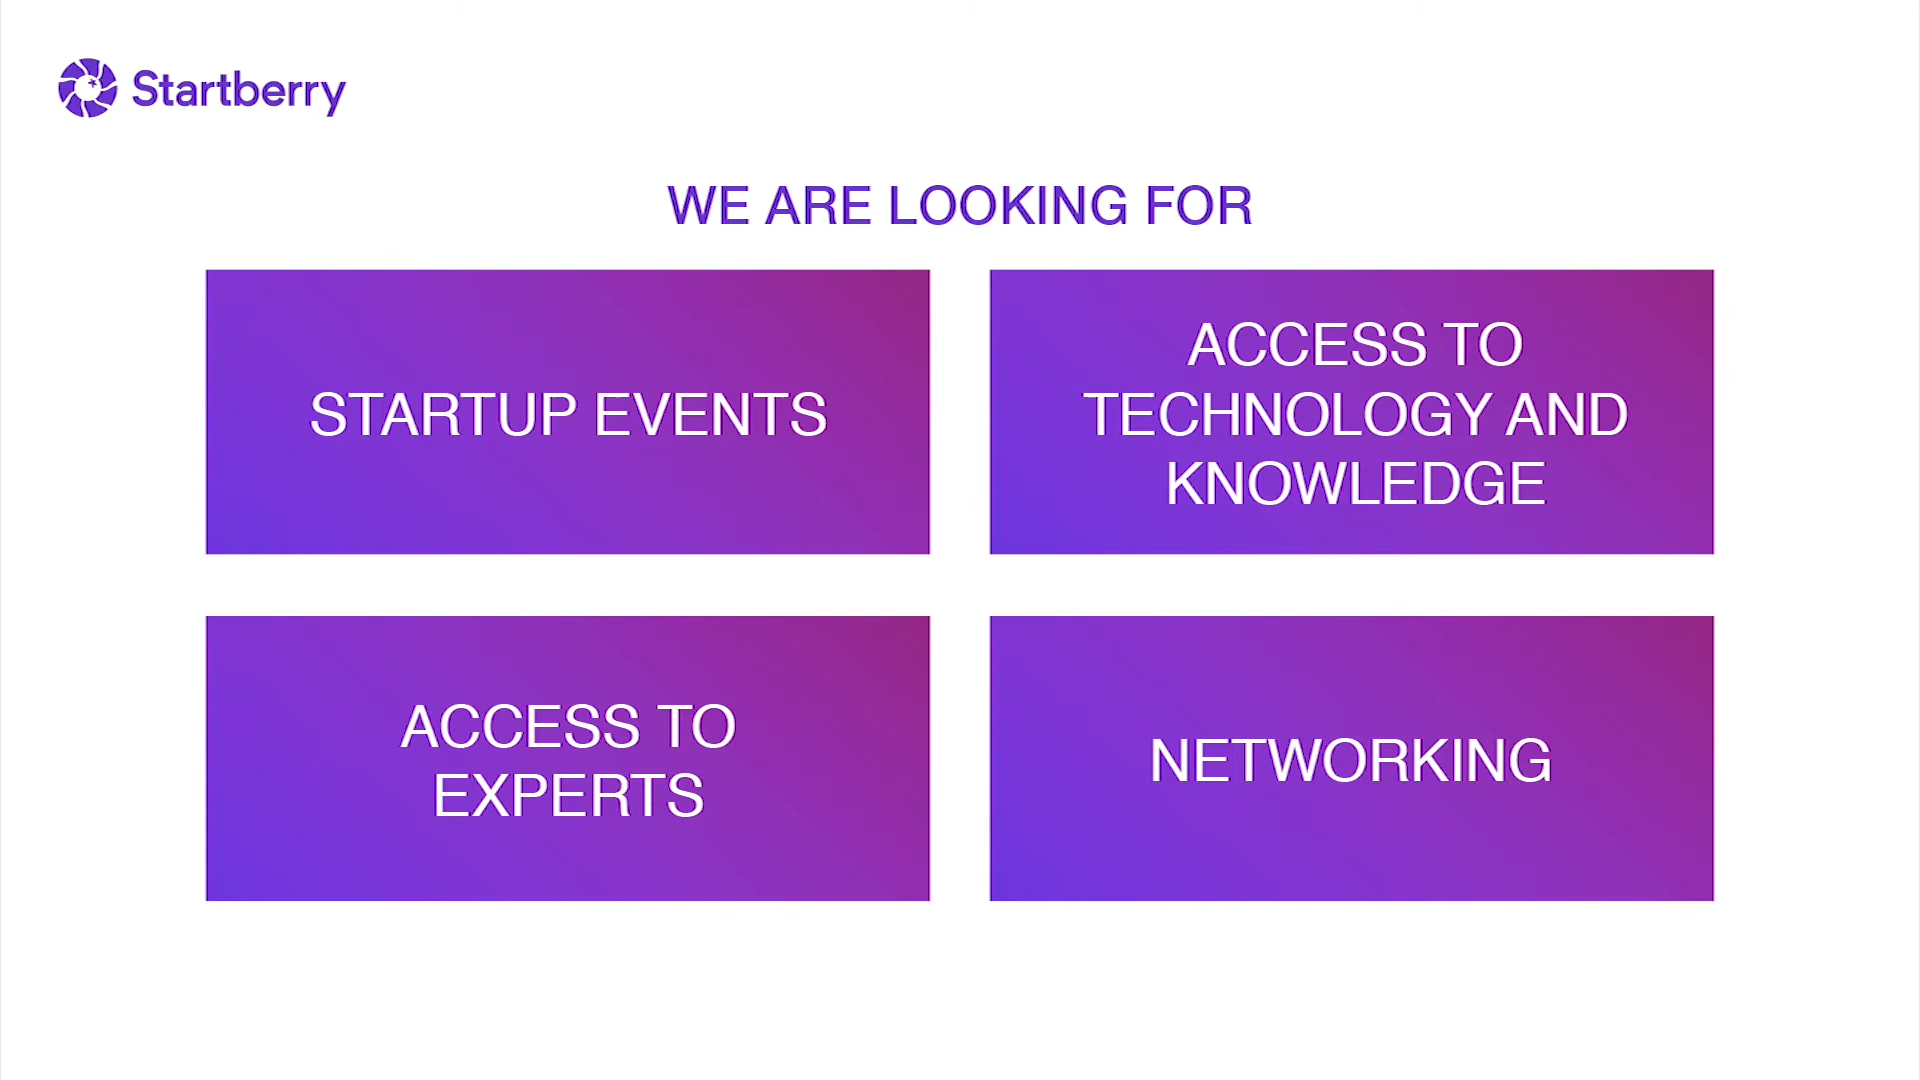 Startberry
WE ARE LOOKING FOR
STARTUP EVENTS
ACCESS TO
TECHNOLOGY AND
KNOWLEDGE
ACCESS TO
EXPERTS
NETWORKING